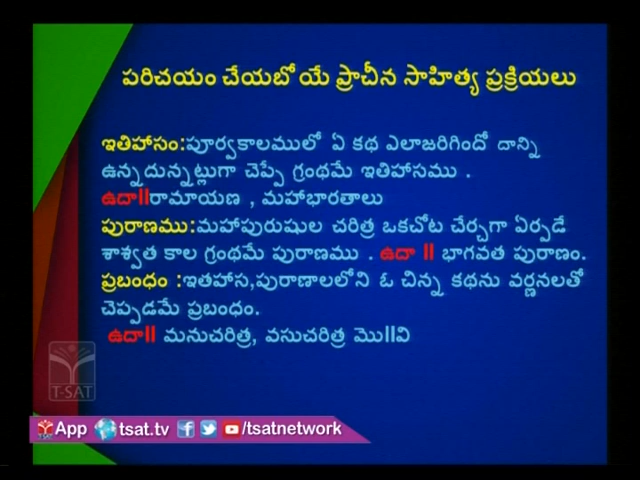 పరిచయం చేయబో యే ప్రాచీన సాహిత్య ప్రక్రియలు
ఇతిహాసం:పూర్వకాలములో ఏ కథ ఎలాజరిగిందో దాన్ని
ఉన్నదున్నట్లుగా చెప్పే గ్రంథమే ఇతిహాసము .
ఉదా||రామాయణ , మహాభారతాలు
పురాణము:మహాపురుషుల చరిత్ర ఒకచోట చేర్చగా ఏర్పడే
శాశ్వత కాల గ్రంథమే పురాణము . ఉదా || భాగవత పురాణం.
ప్రబంధం :ఇతహాస,పురాణాలలోని ఓ చిన్న కథను వర్ణనలతో
చెప్పడమే ప్రబంధం.
ఉదా|| మనుచరిత్ర, వసుచరిత్ర మొ||వి
T-SAT
App tsat.tv /tsatnetwork